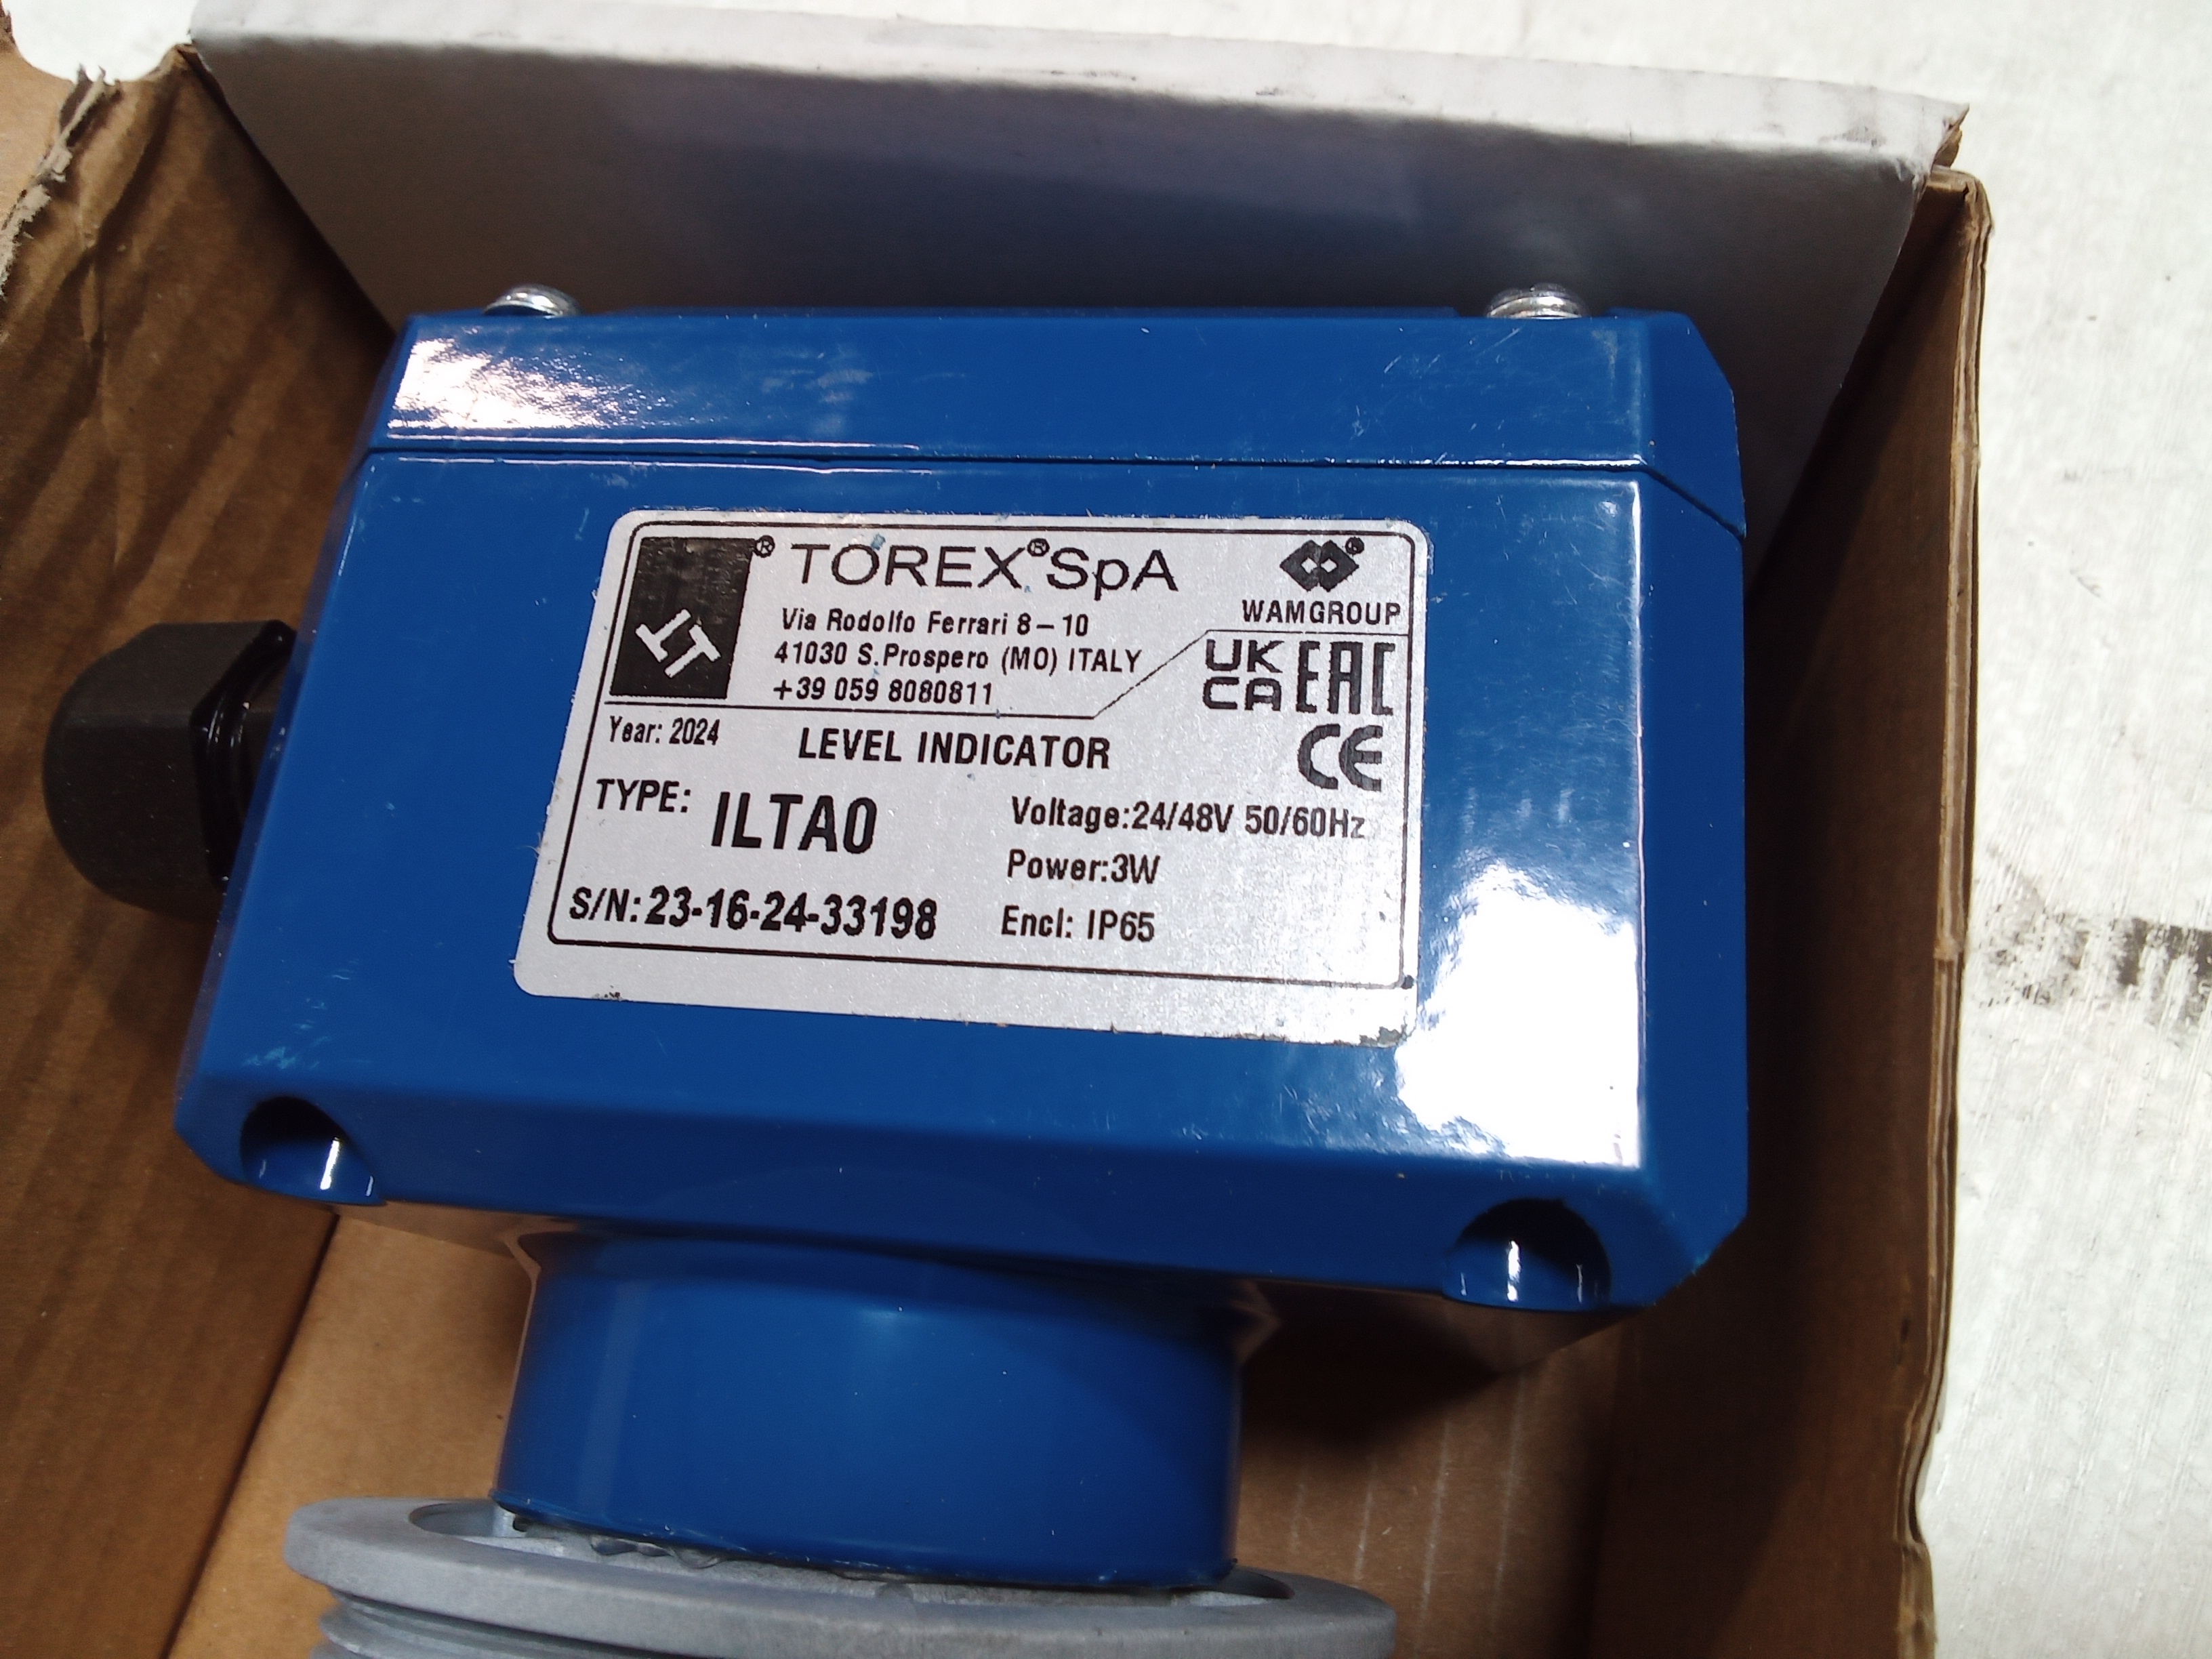 LT® TOREX® SpA
®
WAMGROUP
Via Rodolfo Ferrari 8-10
41030 S.Prospero (MO) ITALY
+39 059 8080811
UK
CA EAC
CE
Year: 2024
LEVEL INDICATOR
TYPE: ILTA0
Voltage:24/48V 50/60Hz
Power:3W
S/N: 23-16-24-33198
Encl: IP65